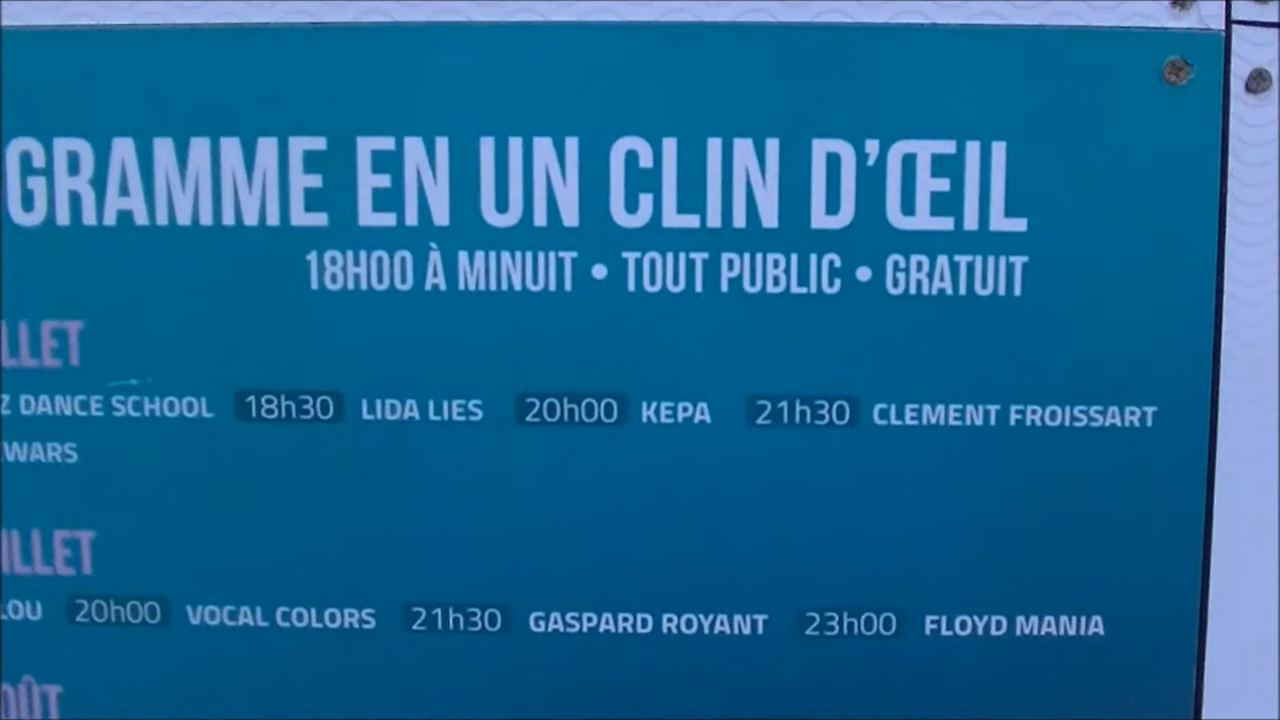 GRAMME EN UN CLIN D'ŒIL
18H00 À MINUIT • TOUT PUBLIC • GRATUIT
LLET
Z DANCE SCHOOL 18h30 LIDA LIES 20h00 KEPA 21h30 CLEMENT FROISSART
WARS
ILLET
LOU 20h00 VOCAL COLORS 21h30 GASPARD ROYANT 23h00 FLOYD MANIA
OÛT